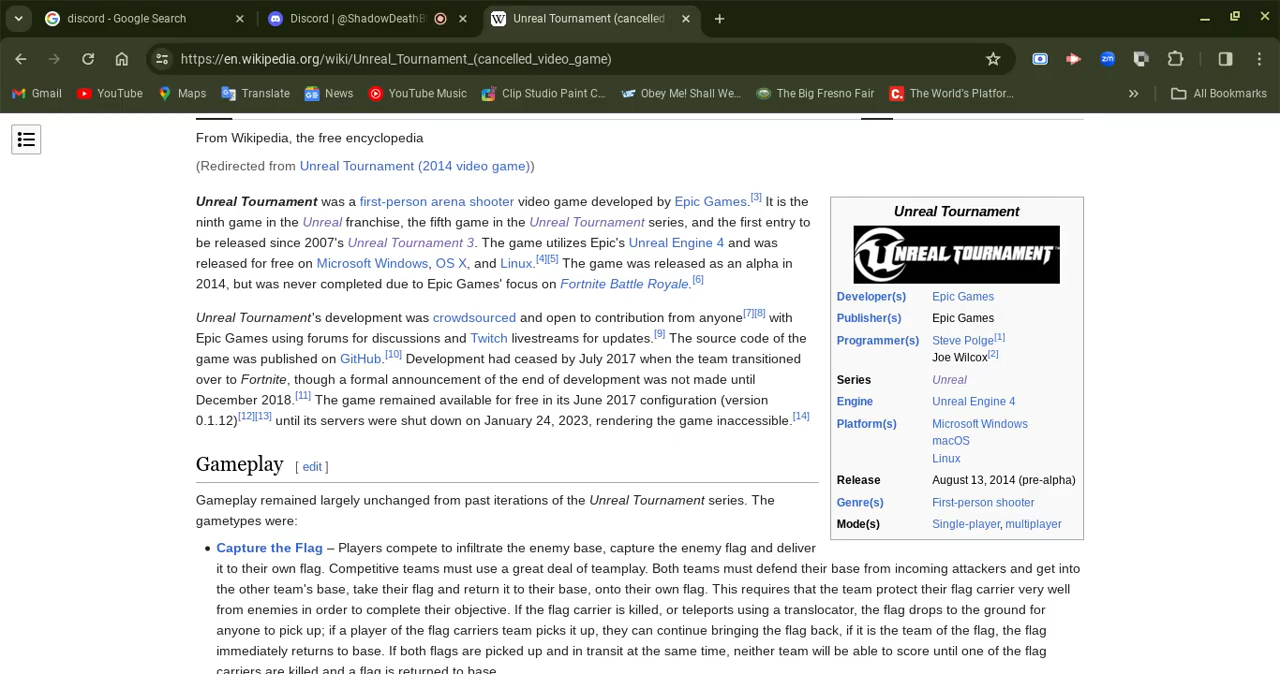 discord - Google Search
Discord | @ShadowDeathB
Unreal Tournament (cancelled
https://en.wikipedia.org/wiki/Unreal_Tournament_(cancelled_video_game)
zm
Gmail
YouTube
Maps
Translate
News
YouTube Music
Clip Studio Paint C...
Obey Me! Shall We...
The Big Fresno Fair
The World's Platfor...
All Bookmarks
From Wikipedia, the free encyclopedia
(Redirected from Unreal Tournament (2014 video game))
Unreal Tournament was a first-person arena shooter video game developed by Epic Games.[3] It is the
ninth game in the Unreal franchise, the fifth game in the Unreal Tournament series, and the first entry to
be released since 2007's Unreal Tournament 3. The game utilizes Epic's Unreal Engine 4 and was
released for free on Microsoft Windows, OS X, and Linux.[4][5] The game was released as an alpha in
2014, but was never completed due to Epic Games' focus on Fortnite Battle Royale.[6]
Unreal Tournament's development was crowdsourced and open to contribution from anyone[7][8] with
Epic Games using forums for discussions and Twitch livestreams for updates.[9] The source code of the
game was published on GitHub.[10] Development had ceased by July 2017 when the team transitioned
over to Fortnite, though a formal announcement of the end of development was not made until
December 2018.[11] The game remained available for free in its June 2017 configuration (version
0.1.12)[12][13] until its servers were shut down on January 24, 2023, rendering the game inaccessible.[14]
Unreal Tournament
UNREAL TOURNAMENT
Developer(s) Epic Games
Publisher(s) Epic Games
Programmer(s) Steve Polge[1]
Joe Wilcox[2]
Series Unreal
Engine Unreal Engine 4
Platform(s) Microsoft Windows
macOS
Linux
Release August 13, 2014 (pre-alpha)
Genre(s) First-person shooter
Mode(s) Single-player, multiplayer
Gameplay [ edit ]
Gameplay remained largely unchanged from past iterations of the Unreal Tournament series. The
gametypes were:
• Capture the Flag – Players compete to infiltrate the enemy base, capture the enemy flag and deliver
it to their own flag. Competitive teams must use a great deal of teamplay. Both teams must defend their base from incoming attackers and get into
the other team's base, take their flag and return it to their base, onto their own flag. This requires that the team protect their flag carrier very well
from enemies in order to complete their objective. If the flag carrier is killed, or teleports using a translocator, the flag drops to the ground for
anyone to pick up; if a player of the flag carriers team picks it up, they can continue bringing the flag back, if it is the team of the flag, the flag
immediately returns to base. If both flags are picked up and in transit at the same time, neither team will be able to score until one of the flag
carriers are killed and a flag is returned to base.